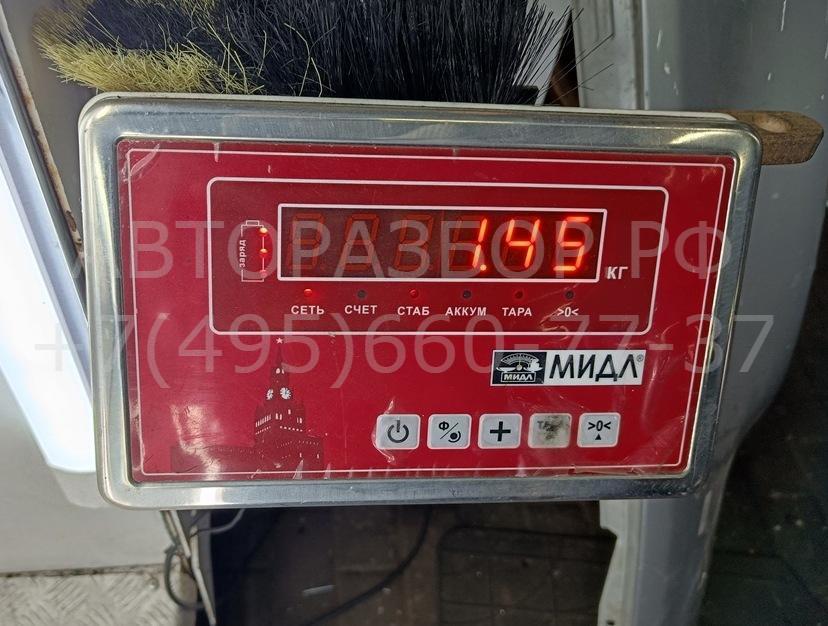 заряд
1.45
КГ
СЕТЬ СЧЕТ СТАБ АККУМ ТАРА >0<
АВТОРАЗБОР.РФ
+7(495)660-77-37
МИДЛ МИДЛ®
Ф
>0<